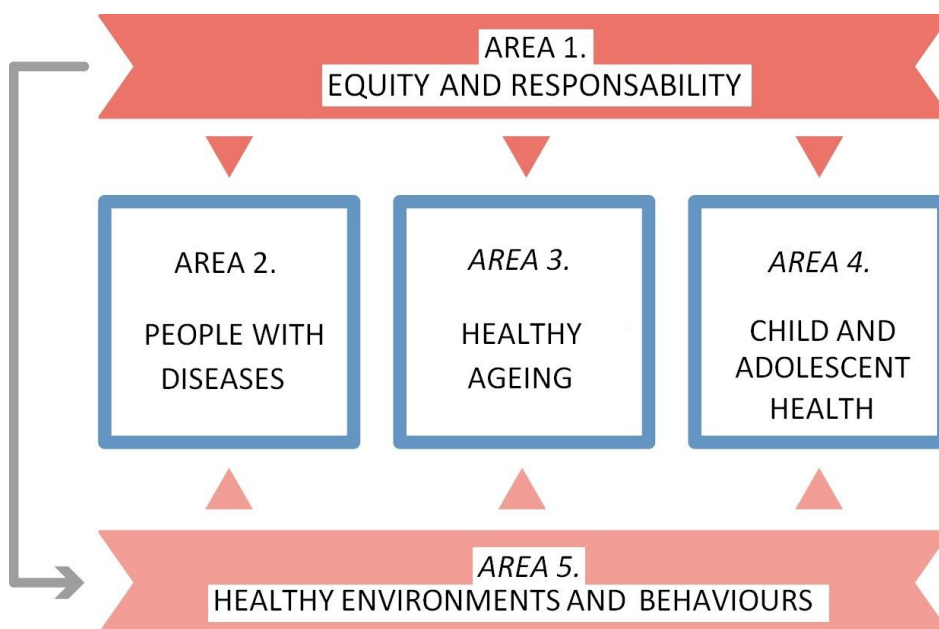 AREA 1.
EQUITY AND RESPONSABILITY
AREA 2.
PEOPLE WITH
DISEASES
AREA 3.
HEALTHY
AGEING
AREA 4.
CHILD AND
ADOLESCENT
HEALTH
AREA 5.
HEALTHY ENVIRONMENTS AND BEHAVIOURS